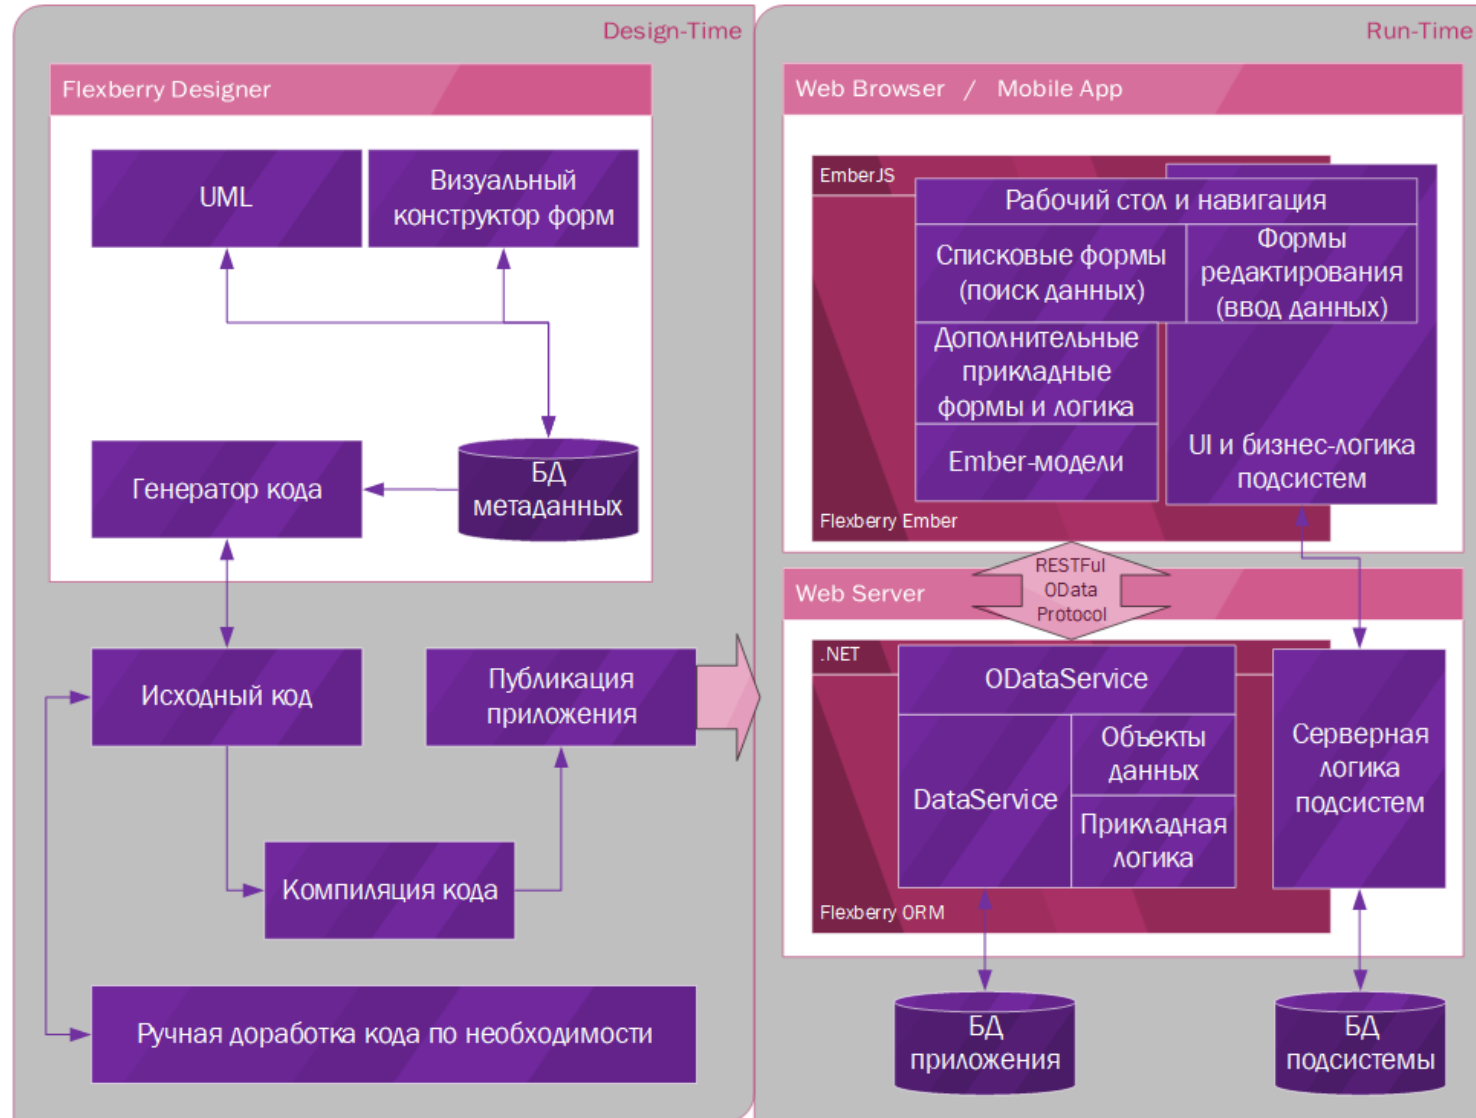 Design-Time
Flexberry Designer
UML
Визуальный
конструктор форм
Генератор кода
БД
метаданных
Исходный код
Публикация
приложения
Компиляция кода
Ручная доработка кода по необходимости
Run-Time
Web Browser / Mobile App
EmberJS
Рабочий стол и навигация
Списковые формы
(поиск данных)
Формы
редактирования
(ввод данных)
Дополнительные
прикладные
формы и логика
Ember-модели
UI и бизнес-логика
подсистем
Flexberry Ember
RESTFul
OData
Protocol
Web Server
.NET
ODataService
DataService
Объекты
данных
Прикладная
логика
Серверная
логика
подсистем
Flexberry ORM
БД
приложения
БД
подсистемы